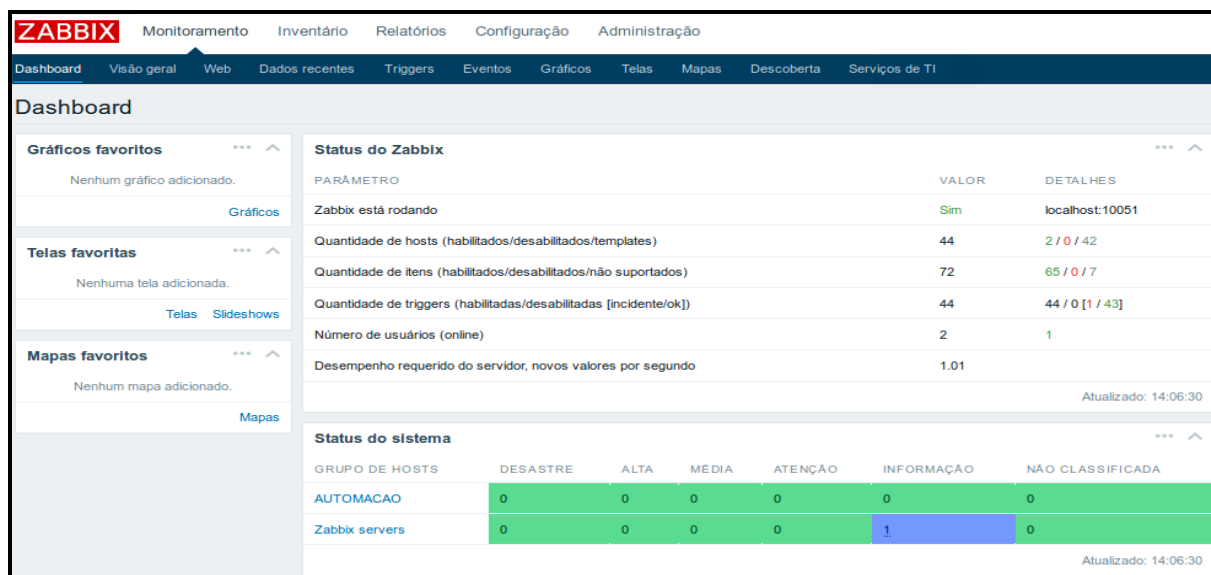 ZABBIX Monitoramento Inventário Relatórios Configuração Administração
Dashboard Visão geral Web Dados recentes Triggers Eventos Gráficos Telas Mapas Descoberta Serviços de TI
Dashboard
Gráficos favoritos
Nenhum gráfico adicionado.
Gráficos
Telas favoritas
Nenhuma tela adicionada.
Telas Slideshows
Mapas favoritos
Nenhum mapa adicionado.
Mapas
Status do Zabbix
PARÂMETRO VALOR DETALHES
Zabbix está rodando Sim localhost:10051
Quantidade de hosts (habilitados/desabilitados/templates) 44 2 / 0 / 42
Quantidade de itens (habilitados/desabilitados/não suportados) 72 65 / 0 / 7
Quantidade de triggers (habilitadas/desabilitadas [incidente/ok]) 44 44 / 0 [1 / 43]
Número de usuários (online) 2 1
Desempenho requerido do servidor, novos valores por segundo 1.01
Atualizado: 14:06:30
Status do sistema
GRUPO DE HOSTS DESASTRE ALTA MÉDIA ATENÇÃO INFORMAÇÃO NÃO CLASSIFICADA
AUTOMACAO 0 0 0 0 0 0
Zabbix servers 0 0 0 0 1 0
Atualizado: 14:06:30